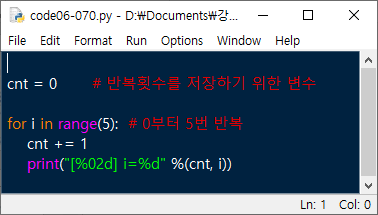 code06-070.py - D:\Documents\강...
File Edit Format Run Options Window Help
cnt = 0 # 반복횟수를 저장하기 위한 변수
for i in range(5): # 0부터 5번 반복
cnt += 1
print("[%02d] i=%d" %(cnt, i))
Ln: 1 Col: 0